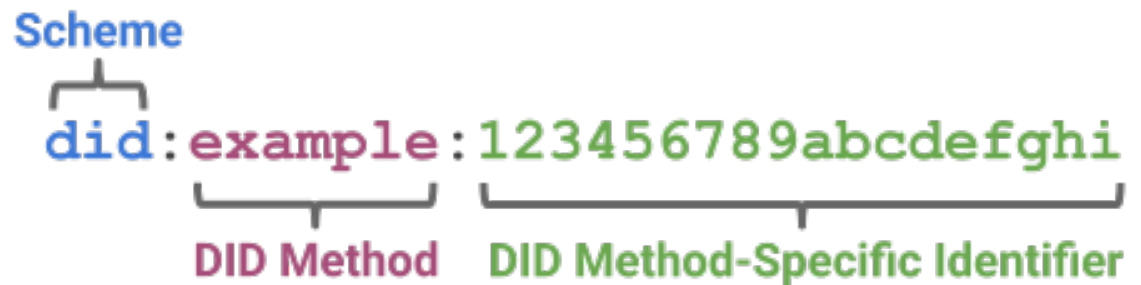 Scheme
did:example:123456789abcdefghi
DID Method DID Method-Specific Identifier